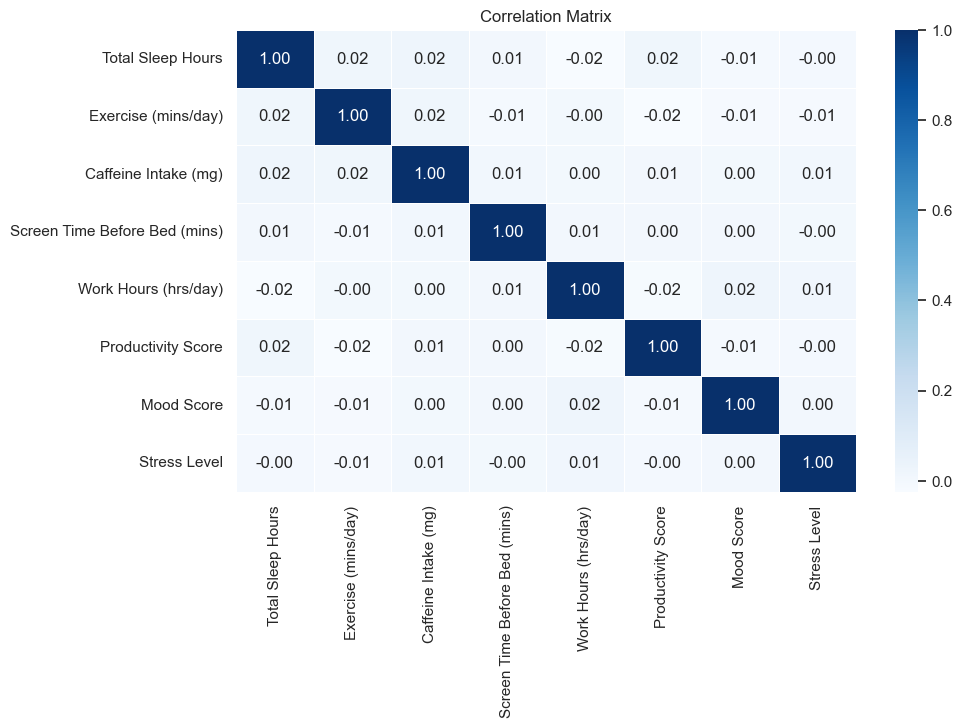 Correlation Matrix
Total Sleep Hours 1.00 0.02 0.02 0.01 -0.02 0.02 -0.01 -0.00
Exercise (mins/day) 0.02 1.00 0.02 -0.01 -0.00 -0.02 -0.01 -0.01
Caffeine Intake (mg) 0.02 0.02 1.00 0.01 0.00 0.01 0.00 0.01
Screen Time Before Bed (mins) 0.01 -0.01 0.01 1.00 0.01 0.00 0.00 -0.00
Work Hours (hrs/day) -0.02 -0.00 0.00 0.01 1.00 -0.02 0.02 0.01
Productivity Score 0.02 -0.02 0.01 0.00 -0.02 1.00 -0.01 -0.00
Mood Score -0.01 -0.01 0.00 0.00 0.02 -0.01 1.00 0.00
Stress Level -0.00 -0.01 0.01 -0.00 0.01 -0.00 0.00 1.00
Total Sleep Hours
Exercise (mins/day)
Caffeine Intake (mg)
Screen Time Before Bed (mins)
Work Hours (hrs/day)
Productivity Score
Mood Score
Stress Level
1.0
0.8
0.6
0.4
0.2
0.0